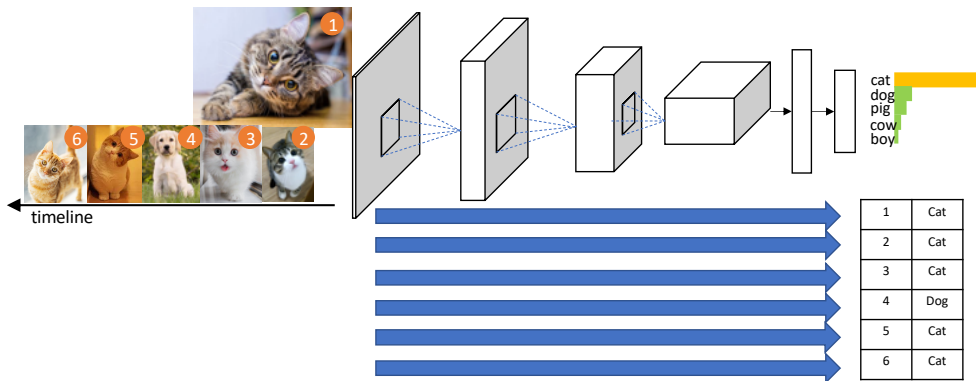 1
6
5
4
3
2
timeline
cat
dog
pig
cow
boy
1 Cat
2 Cat
3 Cat
4 Dog
5 Cat
6 Cat